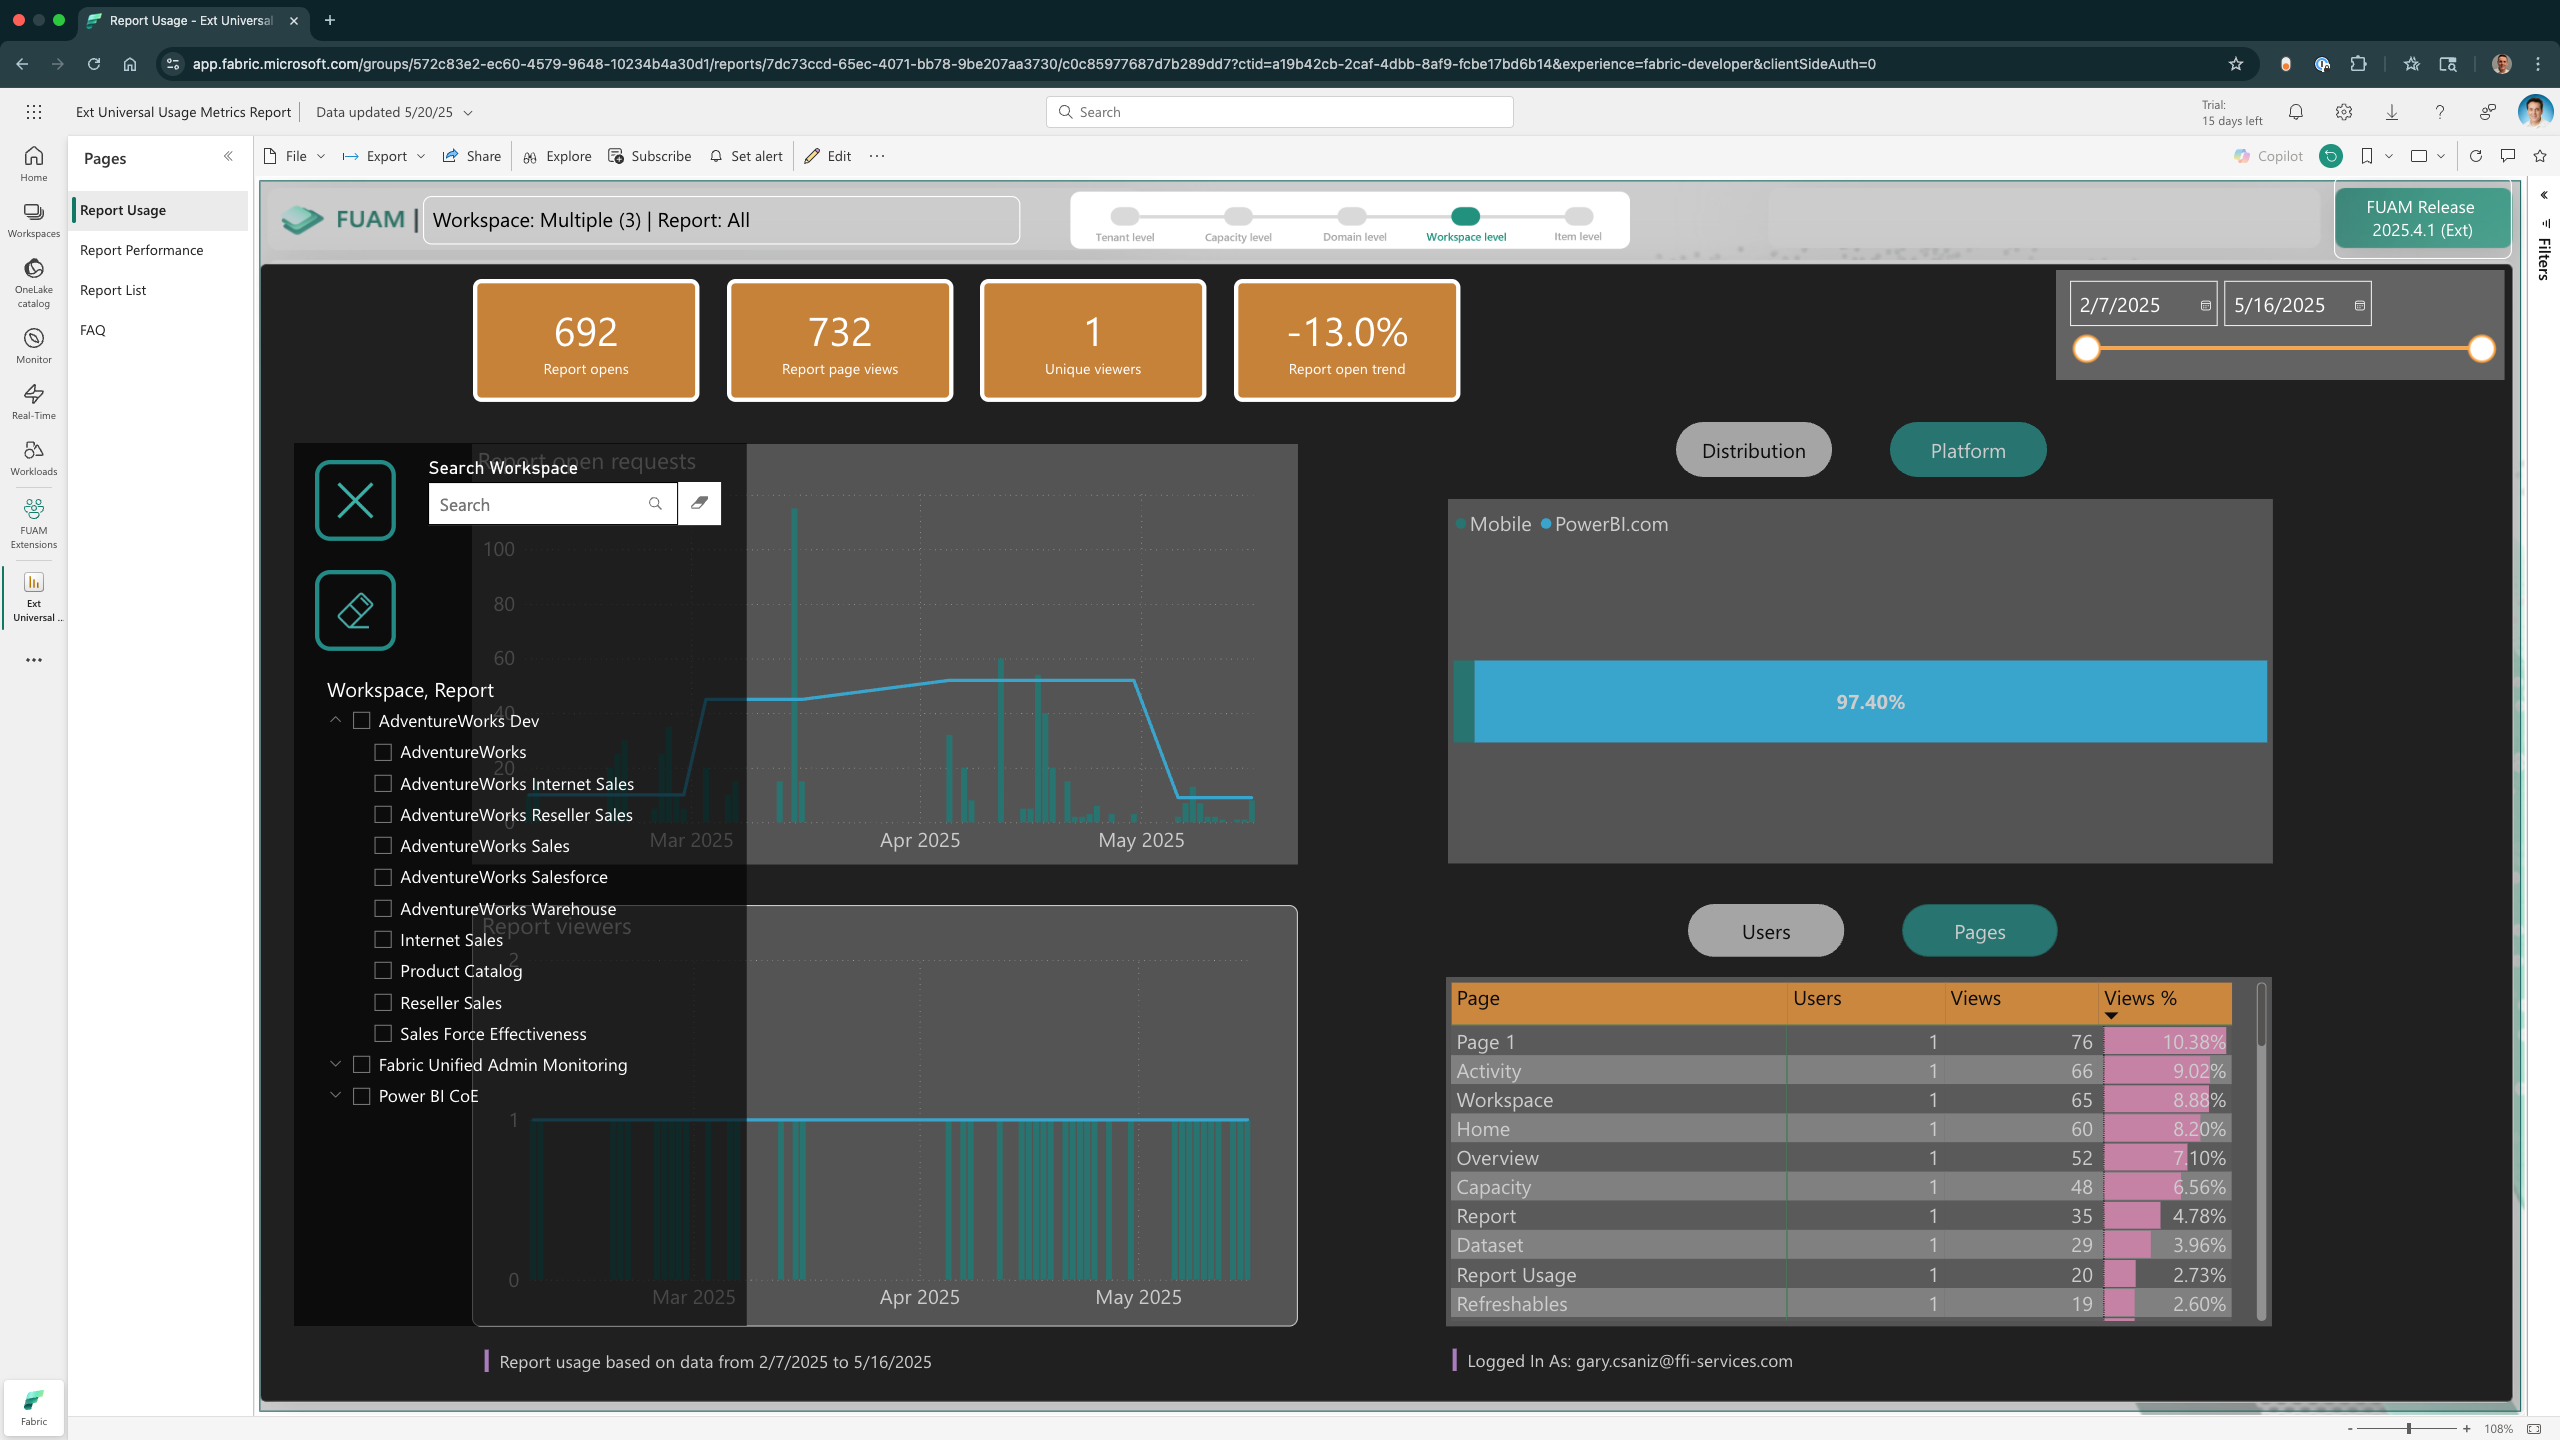 Report Usage - Ext Universal
app.fabric.microsoft.com/groups/572c83e2-ec60-4579-9648-10234b4a30d1/reports/7dc73ccd-65ec-4071-bb78-9be207aa3730/c0c85977687d7b289dd7?ctid=a19b42cb-2caf-4dbb-8af9-fcbe17bd6b14&experience=fabric-developer&clientSideAuth=0
Ext Universal Usage Metrics Report
Data updated 5/20/25
Search
Trial:
15 days left
Home
Workspaces
OneLake
catalog
Monitor
Real-Time
Workloads
FUAM
Extensions
Ext
Universal ...
Fabric
Pages
Report Usage
Report Performance
Report List
FAQ
File
Export
Share
Explore
Subscribe
Set alert
Edit
Copilot
FUAM |
Workspace: Multiple (3) | Report: All
Tenant level
Capacity level
Domain level
Workspace level
Item level
FUAM Release
2025.4.1 (Ext)
Filters
692
Report opens
732
Report page views
1
Unique viewers
-13.0%
Report open trend
2/7/2025
5/16/2025
Report open requests
Search Workspace
Search
100
80
60
40
20
0
Mar 2025
Apr 2025
May 2025
Workspace, Report
AdventureWorks Dev
AdventureWorks
AdventureWorks Internet Sales
AdventureWorks Reseller Sales
AdventureWorks Sales
AdventureWorks Salesforce
AdventureWorks Warehouse
Internet Sales
Product Catalog
Reseller Sales
Sales Force Effectiveness
Fabric Unified Admin Monitoring
Power BI CoE
Report viewers
2
1
0
Mar 2025
Apr 2025
May 2025
Report usage based on data from 2/7/2025 to 5/16/2025
Distribution
Platform
Mobile
PowerBI.com
97.40%
Users
Pages
Page Users Views Views %
Page 1 1 76 10.38%
Activity 1 66 9.02%
Workspace 1 65 8.88%
Home 1 60 8.20%
Overview 1 52 7.10%
Capacity 1 48 6.56%
Report 1 35 4.78%
Dataset 1 29 3.96%
Report Usage 1 20 2.73%
Refreshables 1 19 2.60%
Logged In As: gary.csaniz@ffi-services.com
- + 108%